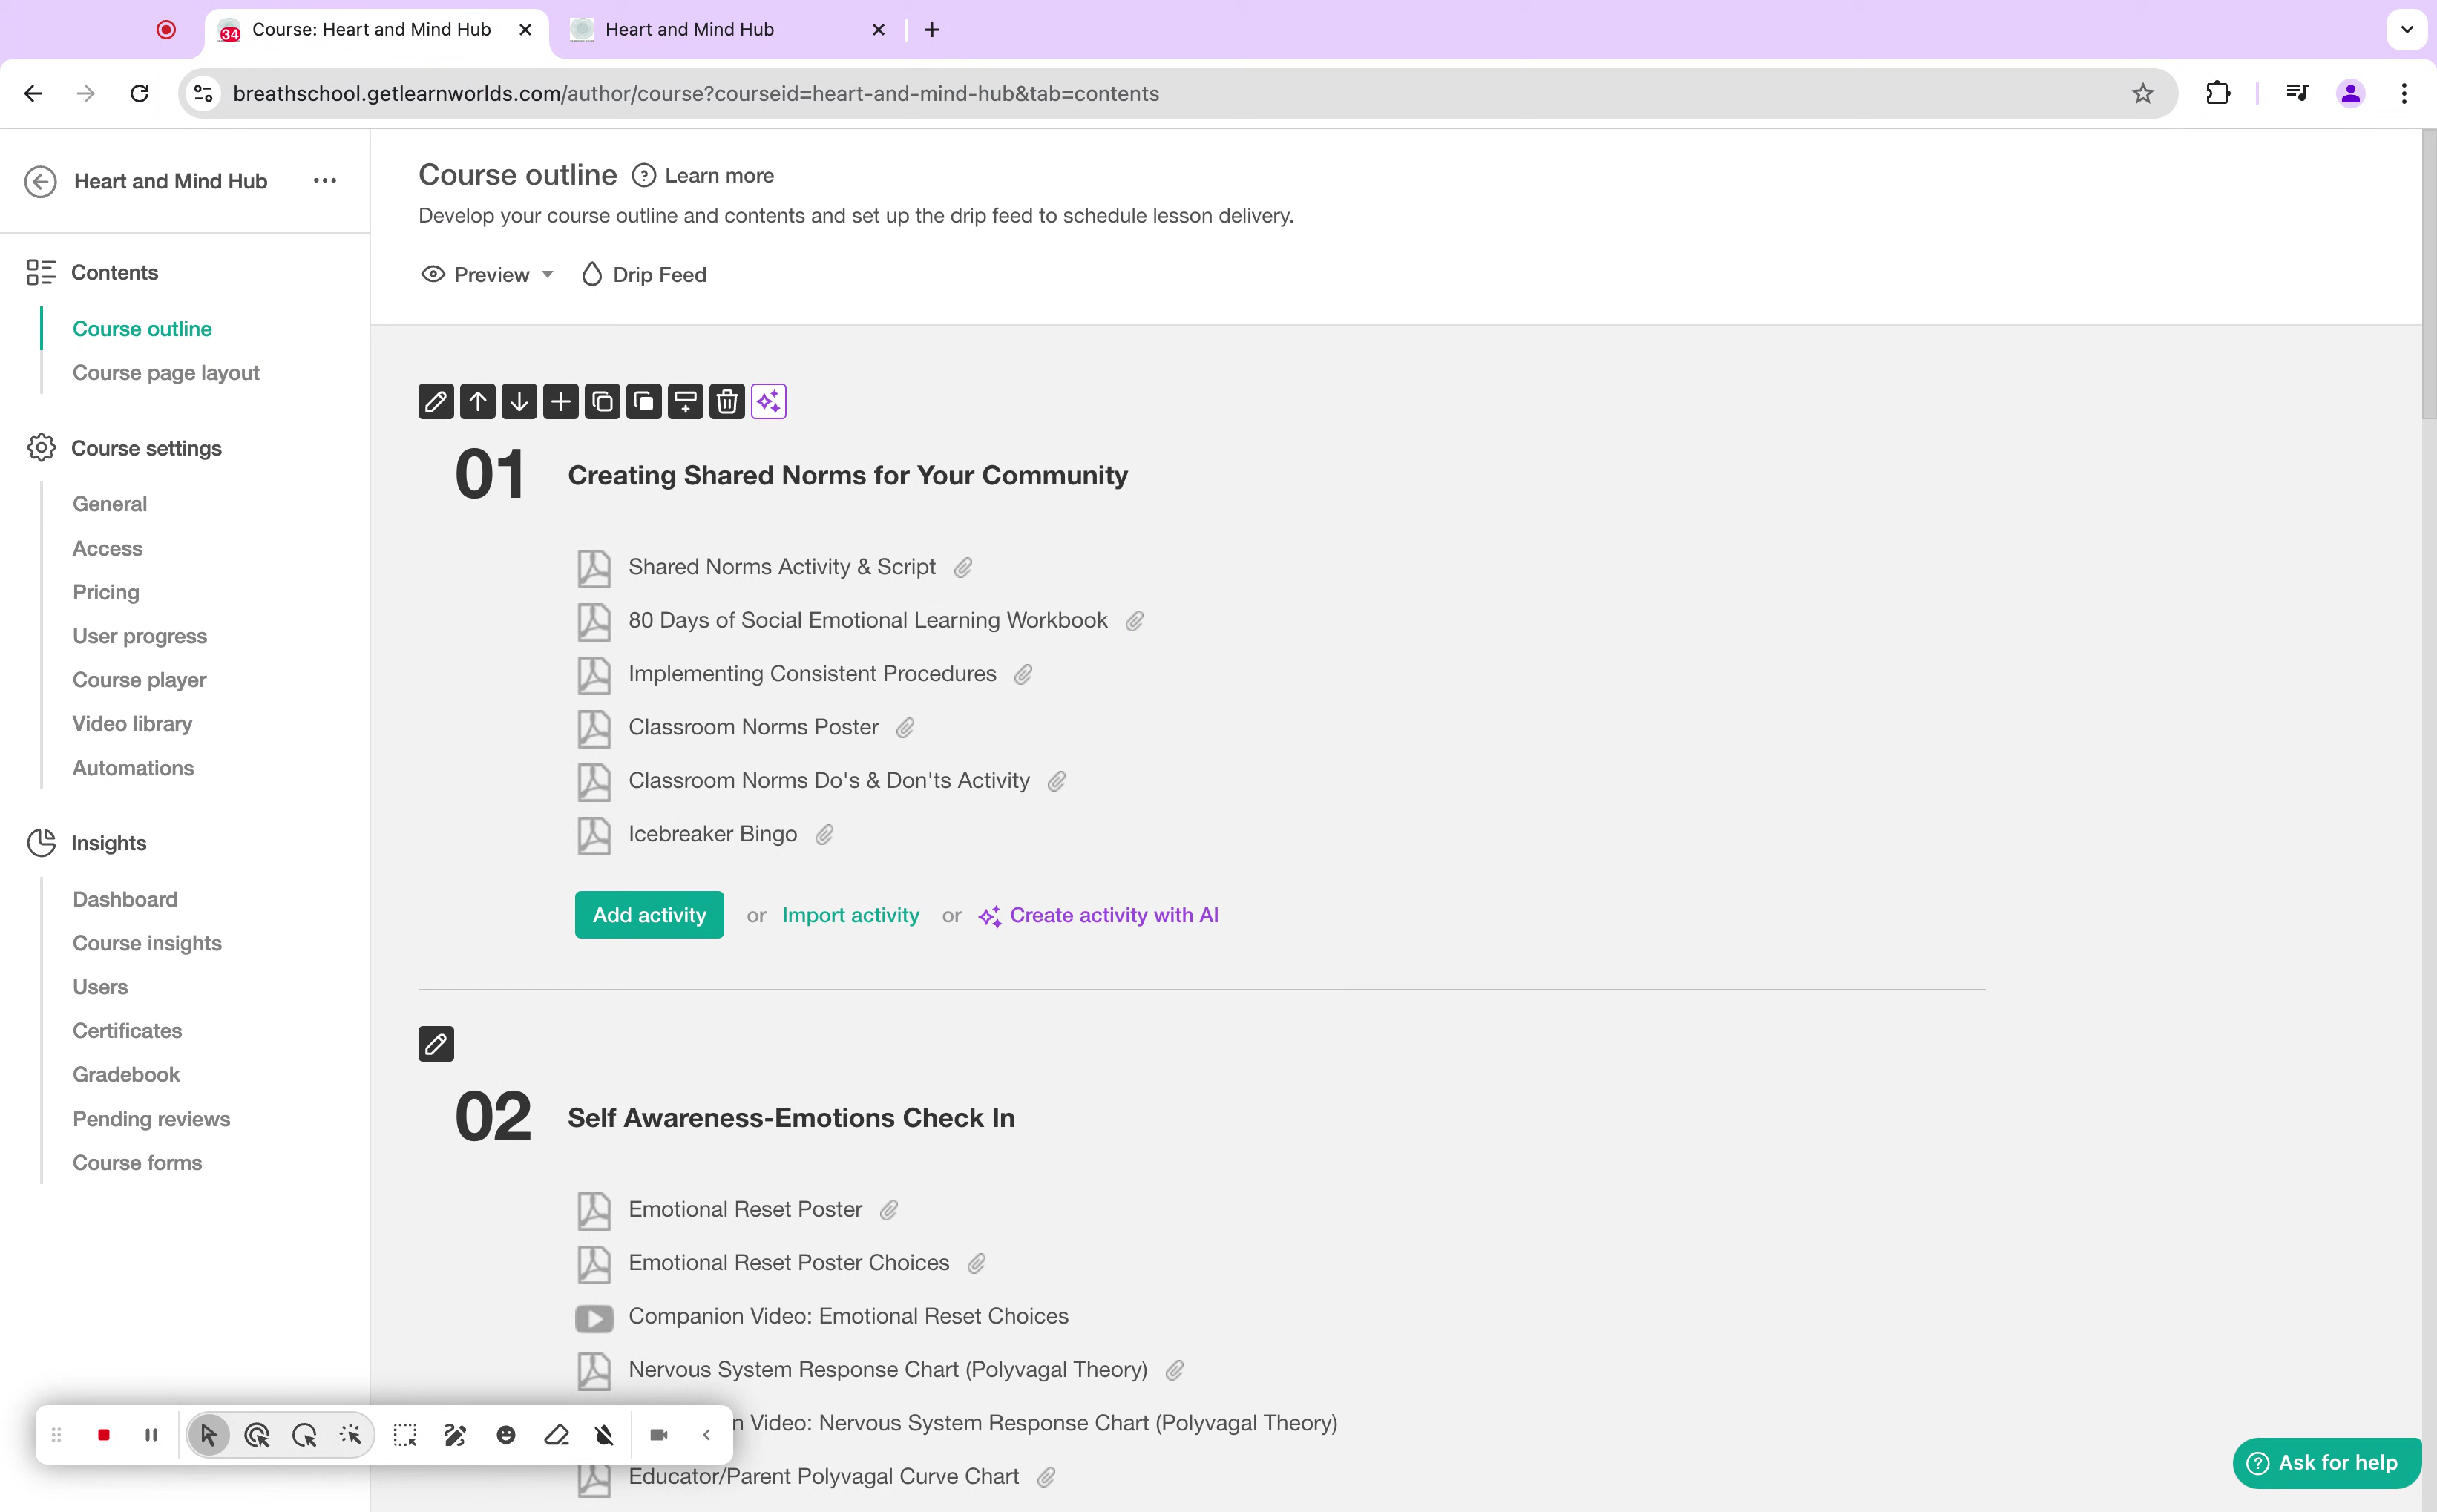 34 Course: Heart and Mind Hub
Heart and Mind Hub
breathschool.getlearnworlds.com/author/course?courseid=heart-and-mind-hub&tab=contents
Heart and Mind Hub
Contents
Course outline
Course page layout
Course settings
General
Access
Pricing
User progress
Course player
Video library
Automations
Insights
Dashboard
Course insights
Users
Certificates
Gradebook
Pending reviews
Course forms
Course outline ? Learn more
Develop your course outline and contents and set up the drip feed to schedule lesson delivery.
Preview Drip Feed
01 Creating Shared Norms for Your Community
Shared Norms Activity & Script
80 Days of Social Emotional Learning Workbook
Implementing Consistent Procedures
Classroom Norms Poster
Classroom Norms Do's & Don'ts Activity
Icebreaker Bingo
Add activity or Import activity or Create activity with AI
02 Self Awareness-Emotions Check In
Emotional Reset Poster
Emotional Reset Poster Choices
Companion Video: Emotional Reset Choices
Nervous System Response Chart (Polyvagal Theory)
n Video: Nervous System Response Chart (Polyvagal Theory)
Educator/Parent Polyvagal Curve Chart
? Ask for help